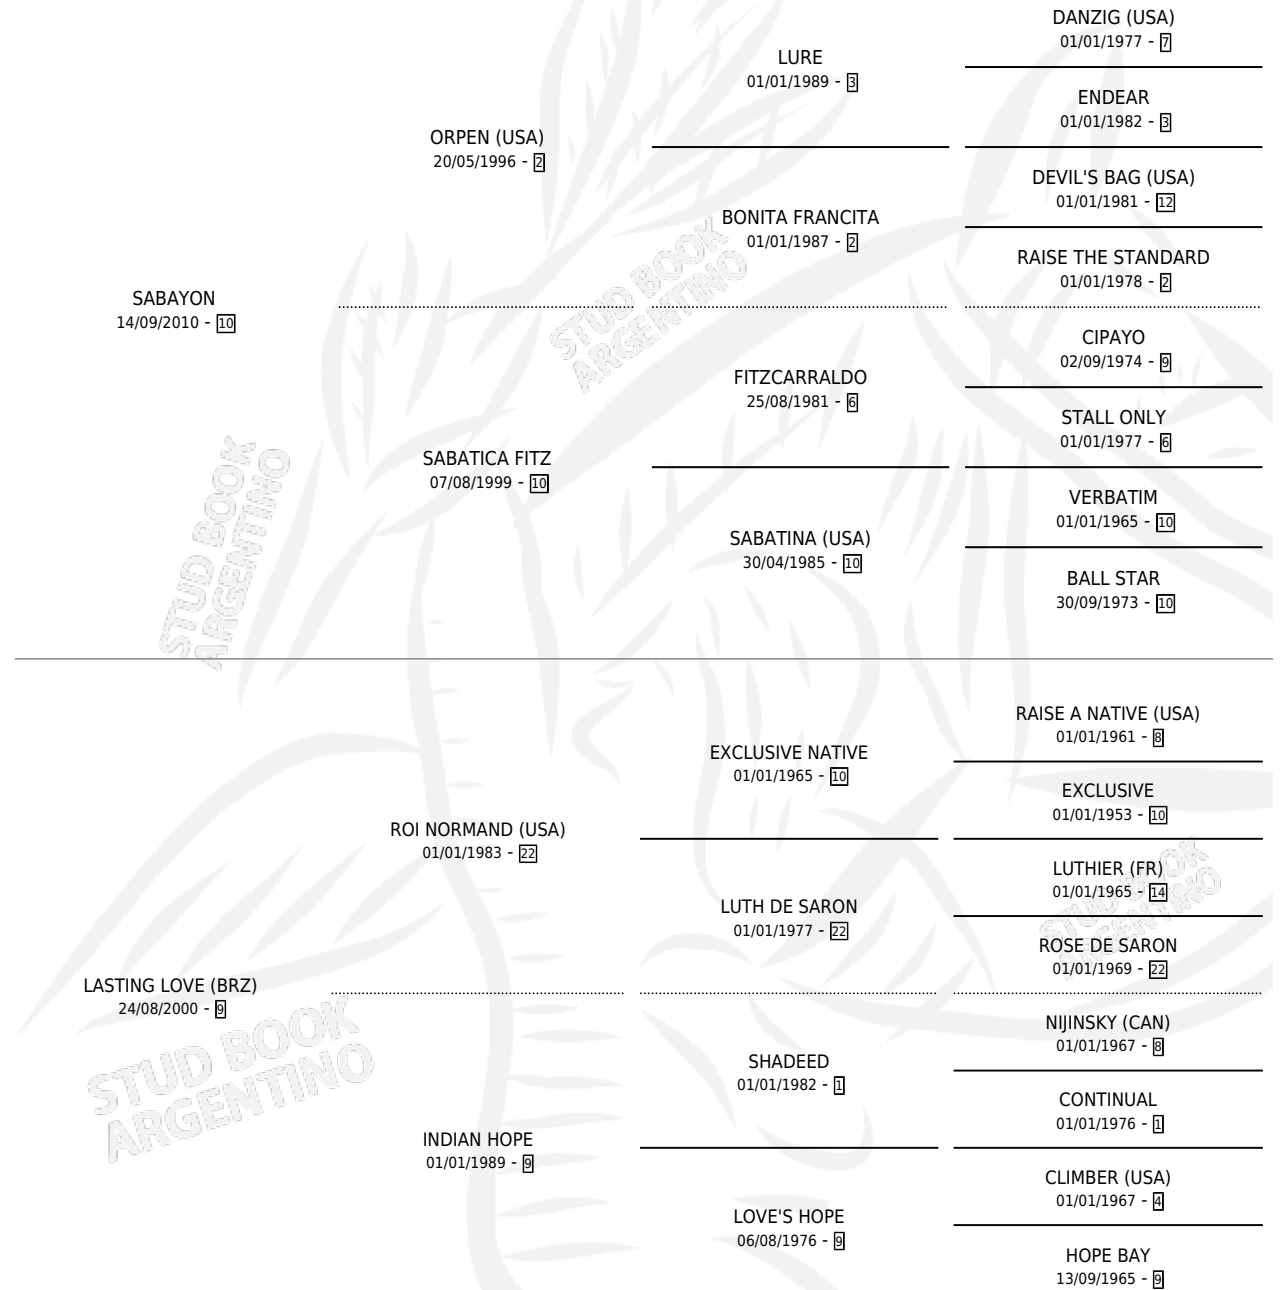 DANZIG (USA)
01/01/1977 - 7
LURE
01/01/1989 - 3
ENDEAR
01/01/1982 - 3
ORPEN (USA)
20/05/1996 - 2
DEVIL'S BAG (USA)
01/01/1981 - 12
BONITA FRANCITA
01/01/1987 - 2
RAISE THE STANDARD
01/01/1978 - 2
SABAYON
14/09/2010 - 10
STUD BOOK
ARGENTINO
CIPAYO
02/09/1974 - 9
FITZCARRALDO
25/08/1981 - 6
STALL ONLY
01/01/1977 - 6
SABATICA FITZ
07/08/1999 - 10
VERBATIM
01/01/1965 - 10
SABATINA (USA)
30/04/1985 - 10
BALL STAR
30/09/1973 - 10
STUD BOOK
ARGENTINO
RAISE A NATIVE (USA)
01/01/1961 - 8
EXCLUSIVE NATIVE
01/01/1965 - 10
EXCLUSIVE
01/01/1953 - 10
ROI NORMAND (USA)
01/01/1983 - 22
LUTHIER (FR)
01/01/1965 - 14
LUTH DE SARON
01/01/1977 - 22
ROSE DE SARON
01/01/1969 - 22
STUD BOOK
ARGENTINO
LASTING LOVE (BRZ)
24/08/2000 - 9
STUD BOOK
ARGENTINO
NIJINSKY (CAN)
01/01/1967 - 8
SHADEED
01/01/1982 - 1
CONTINUAL
01/01/1976 - 1
INDIAN HOPE
01/01/1989 - 9
CLIMBER (USA)
01/01/1967 - 4
LOVE'S HOPE
06/08/1976 - 9
HOPE BAY
13/09/1965 - 9